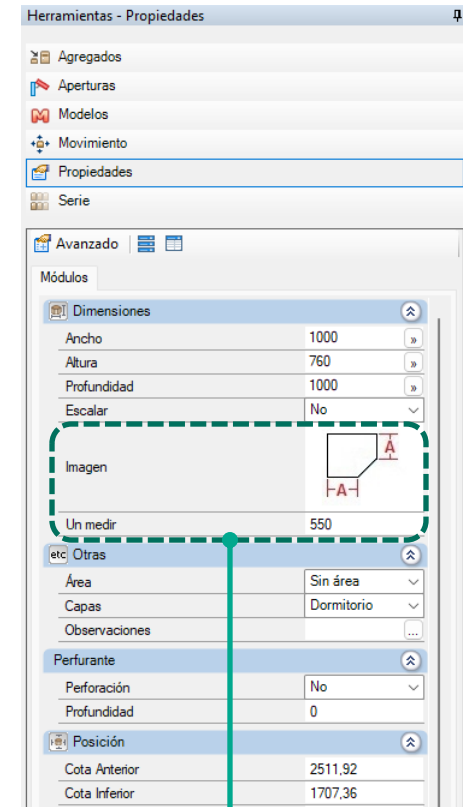 Herramientas - Propiedades
Agregados
Aperturas
Modelos
Movimiento
Propiedades
Serie
Avanzado
Módulos
Dimensiones
Ancho 1000 »
Altura 760 »
Profundidad 1000 »
Escalar No
A
Imagen
A
Un medir 550
etc Otras
Área Sin área
Capas Dormitorio
Observaciones ...
Perfurante
Perforación No
Profundidad 0
Posición
Cota Anterior 2511,92
Cota Inferior 1707,36